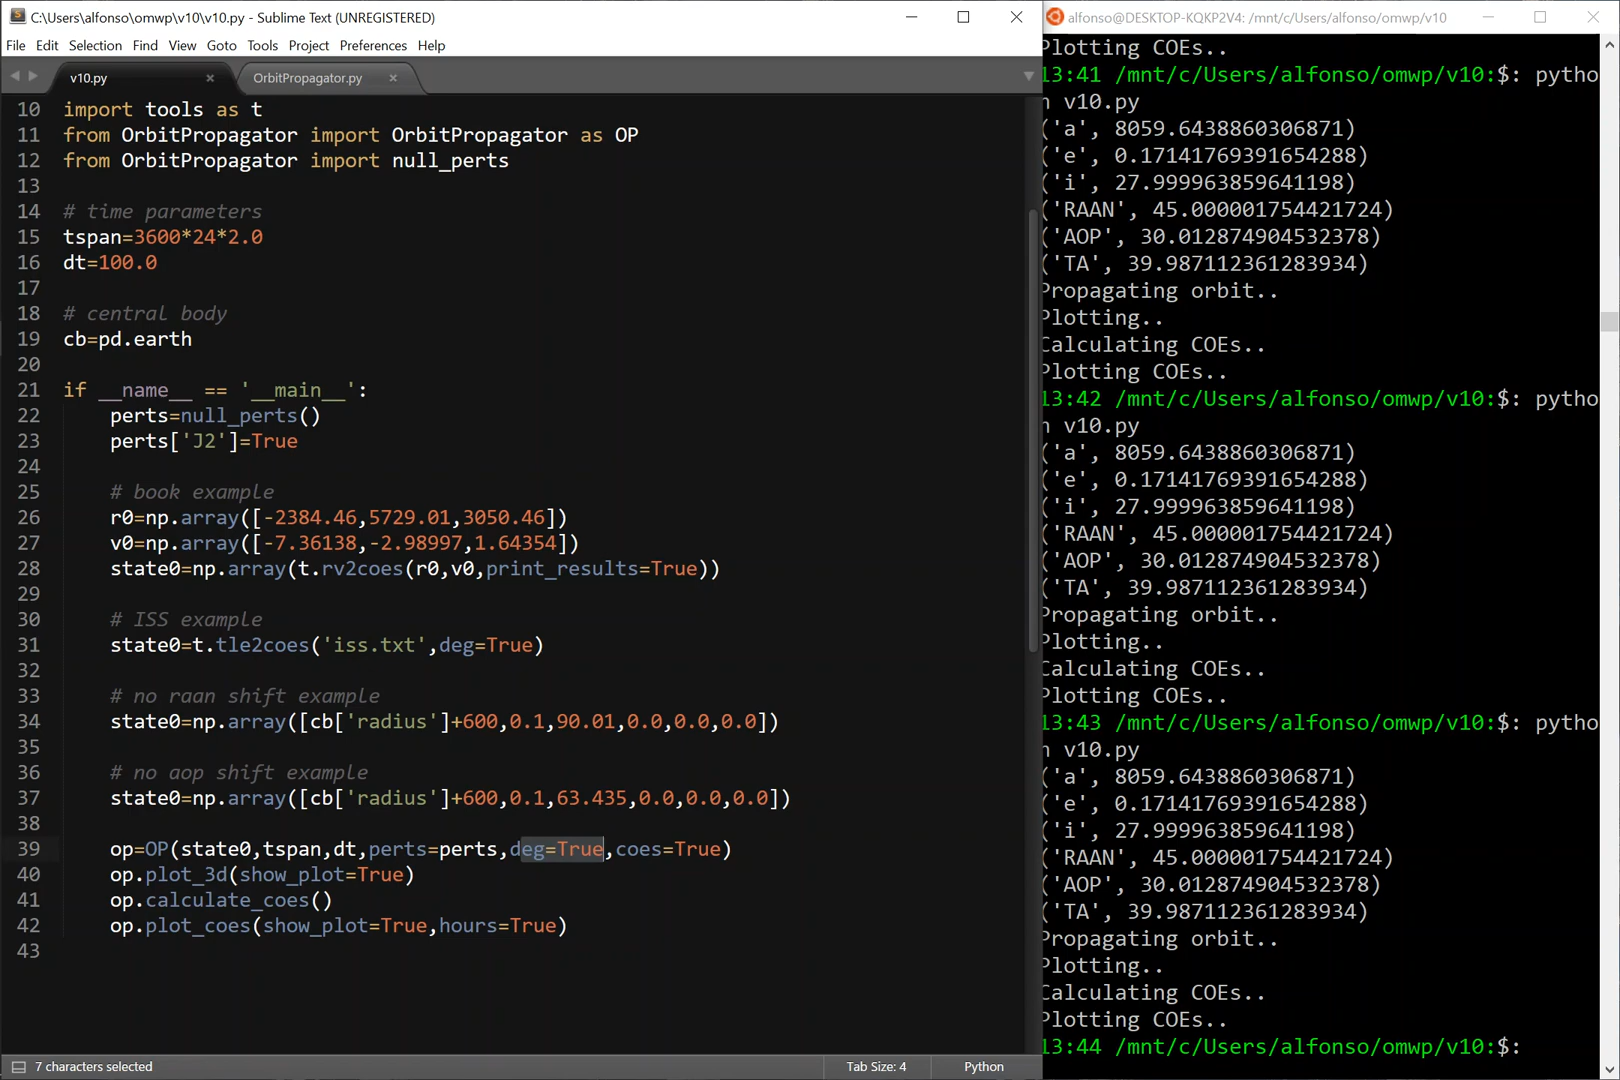 C:\Users\alfonso\omwp\v10\v10.py - Sublime Text (UNREGISTERED)
File Edit Selection Find View Goto Tools Project Preferences Help
v10.py
OrbitPropagator.py
10 import tools as t
11 from OrbitPropagator import OrbitPropagator as OP
12 from OrbitPropagator import null_perts
13
14 # time parameters
15 tspan=3600*24*2.0
16 dt=100.0
17
18 # central body
19 cb=pd.earth
20
21 if __name__ == '__main__':
22     perts=null_perts()
23     perts['J2']=True
24
25     # book example
26     r0=np.array([-2384.46,5729.01,3050.46])
27     v0=np.array([-7.36138,-2.98997,1.64354])
28     state0=np.array(t.rv2coes(r0,v0,print_results=True))
29
30     # ISS example
31     state0=t.tle2coes('iss.txt',deg=True)
32
33     # no raan shift example
34     state0=np.array([cb['radius']+600,0.1,90.01,0.0,0.0,0.0])
35
36     # no aop shift example
37     state0=np.array([cb['radius']+600,0.1,63.435,0.0,0.0,0.0])
38
39     op=OP(state0,tspan,dt,perts=perts,deg=True,coes=True)
40     op.plot_3d(show_plot=True)
41     op.calculate_coes()
42     op.plot_coes(show_plot=True,hours=True)
43
7 characters selected
Tab Size: 4
Python
alfonso@DESKTOP-KQKP2V4: /mnt/c/Users/alfonso/omwp/v10
Plotting COEs..
13:41 /mnt/c/Users/alfonso/omwp/v10:$: pytho
n v10.py
('a', 8059.6438860306871)
('e', 0.17141769391654288)
('i', 27.999963859641198)
('RAAN', 45.000001754421724)
('AOP', 30.012874904532378)
('TA', 39.987112361283934)
Propagating orbit..
Plotting..
Calculating COEs..
Plotting COEs..
13:42 /mnt/c/Users/alfonso/omwp/v10:$: pytho
n v10.py
('a', 8059.6438860306871)
('e', 0.17141769391654288)
('i', 27.999963859641198)
('RAAN', 45.000001754421724)
('AOP', 30.012874904532378)
('TA', 39.987112361283934)
Propagating orbit..
Plotting..
Calculating COEs..
Plotting COEs..
13:43 /mnt/c/Users/alfonso/omwp/v10:$: pytho
n v10.py
('a', 8059.6438860306871)
('e', 0.17141769391654288)
('i', 27.999963859641198)
('RAAN', 45.000001754421724)
('AOP', 30.012874904532378)
('TA', 39.987112361283934)
Propagating orbit..
Plotting..
Calculating COEs..
Plotting COEs..
13:44 /mnt/c/Users/alfonso/omwp/v10:$: